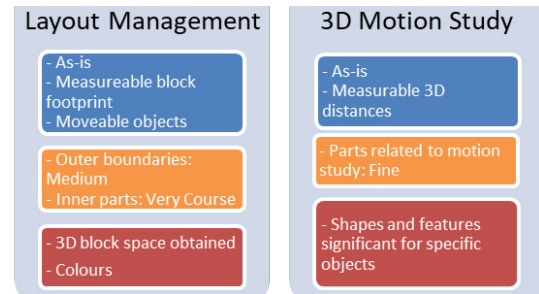 Layout Management
- As-is
- Measureable block
footprint
- Moveable objects
- Outer boundaries:
Medium
- Inner parts: Very Course
- 3D block space obtained
- Colours
3D Motion Study
- As-is
- Measurable 3D
distances
- Parts related to motion
study: Fine
- Shapes and features
significant for specific
objects